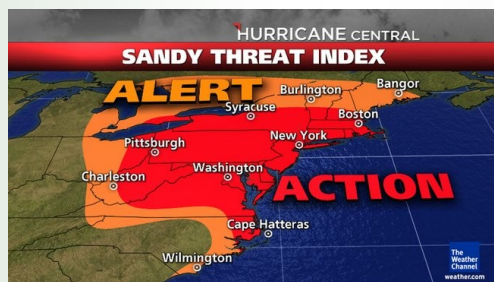 HURRICANE CENTRAL
SANDY THREAT INDEX
ALERT
Burlington
Bangor
Syracuse
Boston
New York
Pittsburgh
Washington
Charleston
ACTION
Cape Hatteras
Wilmington
The
Weather
Channel
weather.com